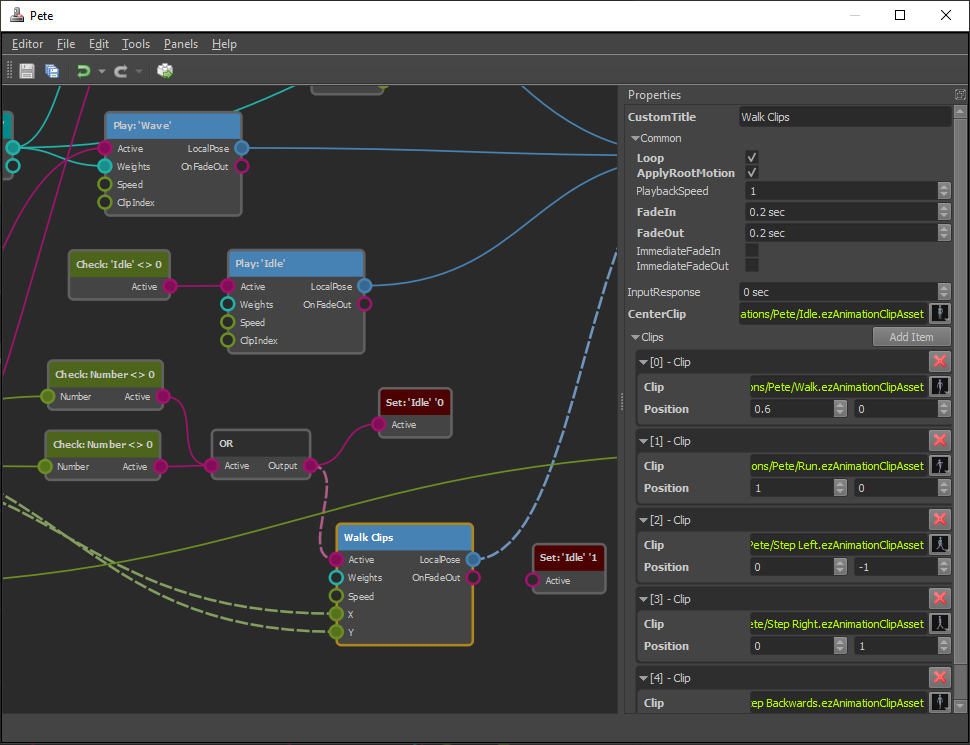 Pete
Editor File Edit Tools Panels Help
Play: 'Wave'
Active LocalPose
Weights OnFadeOut
Speed
ClipIndex
Check: 'Idle' <> 0
Active
Play: 'Idle'
Active LocalPose
Weights OnFadeOut
Speed
ClipIndex
Check: Number <> 0
Number Active
Check: Number <> 0
Number Active
OR
Active Output
Set: 'Idle' '0
Active
Walk Clips
Active LocalPose
Weights OnFadeOut
Speed
X
Y
Set: 'Idle' '1
Active
Properties
CustomTitle Walk Clips
Common
Loop
ApplyRootMotion
PlaybackSpeed 1
FadeIn 0.2 sec
FadeOut 0.2 sec
ImmediateFadeIn
ImmediateFadeOut
InputResponse 0 sec
CenterClip ations/Pete/Idle.ezAnimationClipAsset
Clips Add Item
[0] - Clip
Clip ons/Pete/Walk.ezAnimationClipAsset
Position 0.6 0
[1] - Clip
Clip ons/Pete/Run.ezAnimationClipAsset
Position 1 0
[2] - Clip
Clip Pete/Step Left.ezAnimationClipAsset
Position 0 -1
[3] - Clip
Clip ete/Step Right.ezAnimationClipAsset
Position 0 1
[4] - Clip
Clip tep Backwards.ezAnimationClipAsset